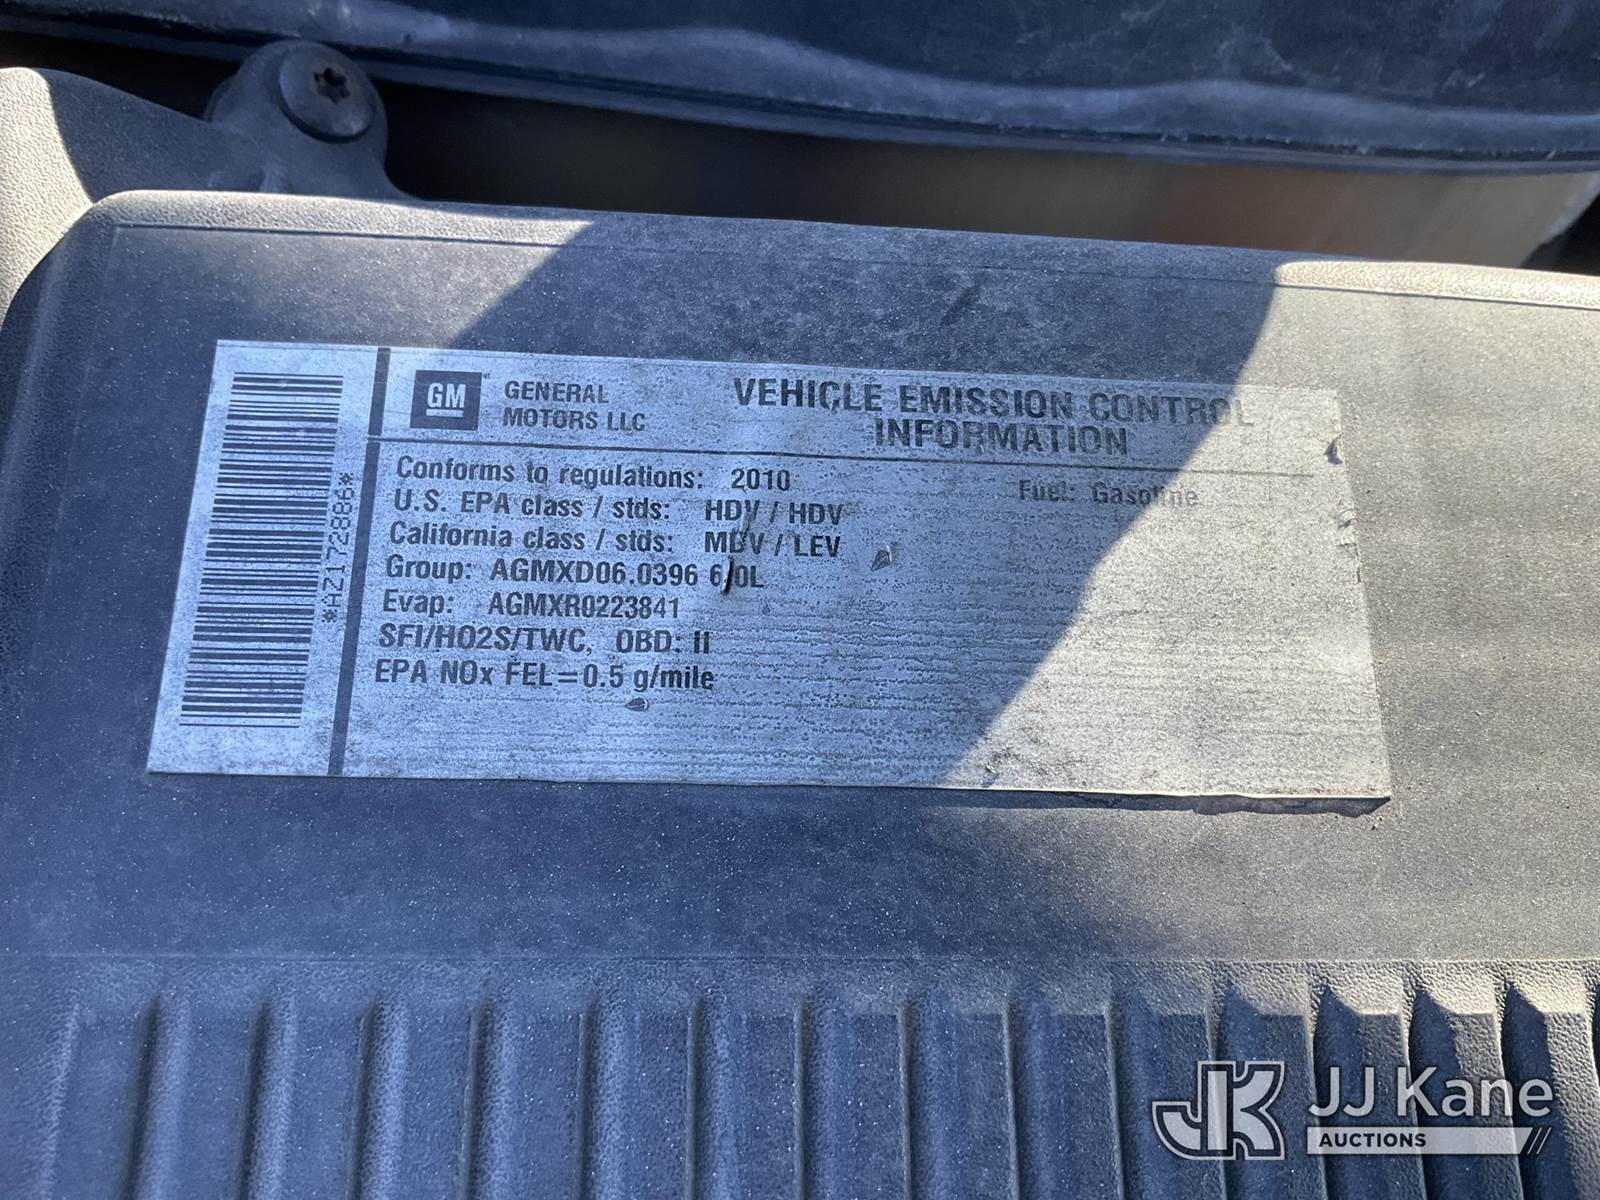 GM GENERAL MOTORS LLC
VEHICLE EMISSION CONTROL
INFORMATION
Conforms to regulations: 2010 Fuel: Gasoline
U.S. EPA class / stds: HDV / HDV
California class / stds: MDV / LEV
Group: AGMXD06.0396 6.0L
Evap: AGMXR0223841
SFI/HO2S/TWC, OBD: II
EPA NOx FEL=0.5 g/mile
*AZ172886*
JK JJ Kane
AUCTIONS